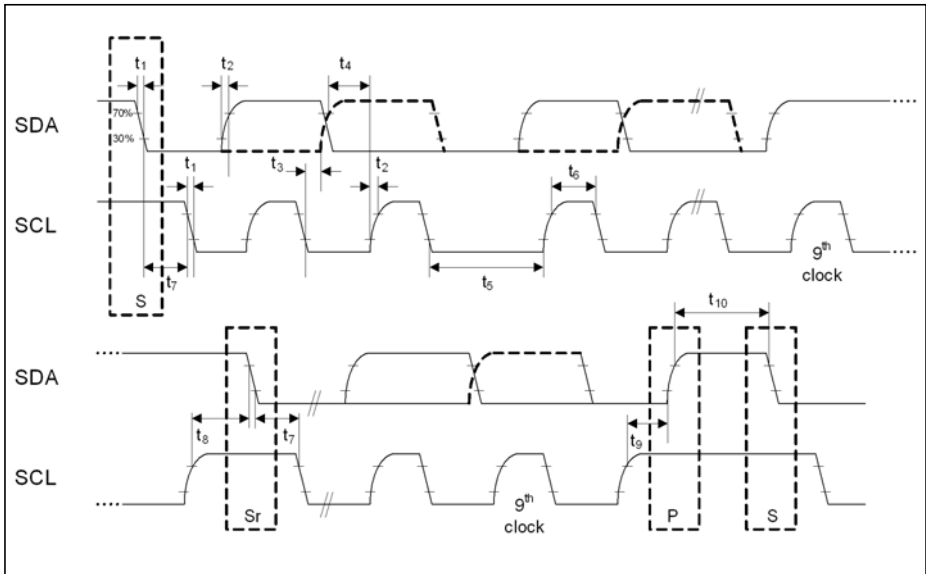 t1 t2 t4
70%
SDA
30%
t1 t3 t2 t6
SCL
9th
clock
t7 t5
S
t10
SDA
t8 t7 t9
SCL
9th
clock
Sr P S